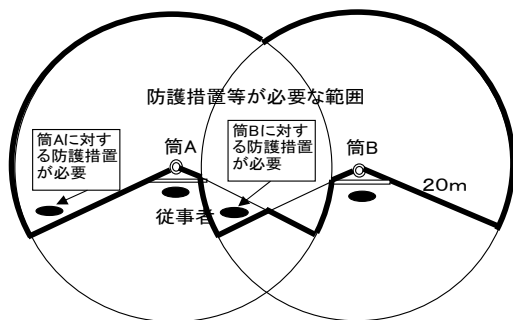 防護措置等が必要な範囲
筒Aに対す
る防護措置
が必要
筒A
筒Bに対す
る防護措置
が必要
筒B
20m
従事者